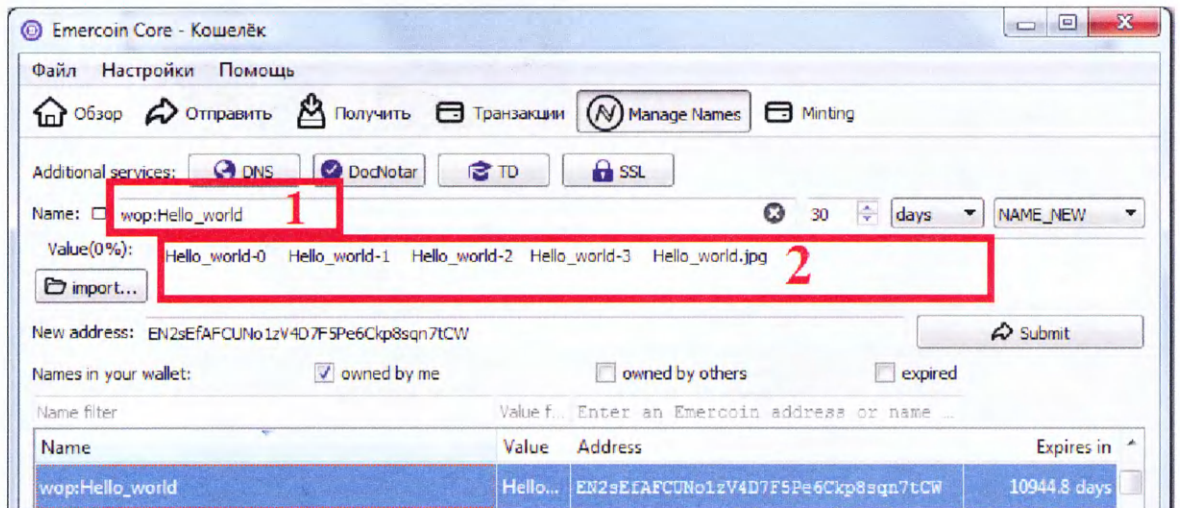 Emercoin Core - Кошелёк
Файл Настройки Помощь
Обзор Отправить Получить Транзакции Manage Names Minting
Additional services: DNS DocNotar TD SSL
Name: wop:Hello_world 1 30 days NAME_NEW
Value(0%): Hello_world-0 Hello_world-1 Hello_world-2 Hello_world-3 Hello_world.jpg 2
import...
New address: EN2sEfAFCUNo1zV4D7F5Pe6Ckp8sqn7tCW
Submit
Names in your wallet: owned by me owned by others expired
Name filter Value f... Enter an Emercoin address or name ...
Name Value Address Expires in
wop:Hello_world Hello... EN2sEfAFCUNo1zV4D7F5Pe6Ckp8sqn7tCW 10944.8 days